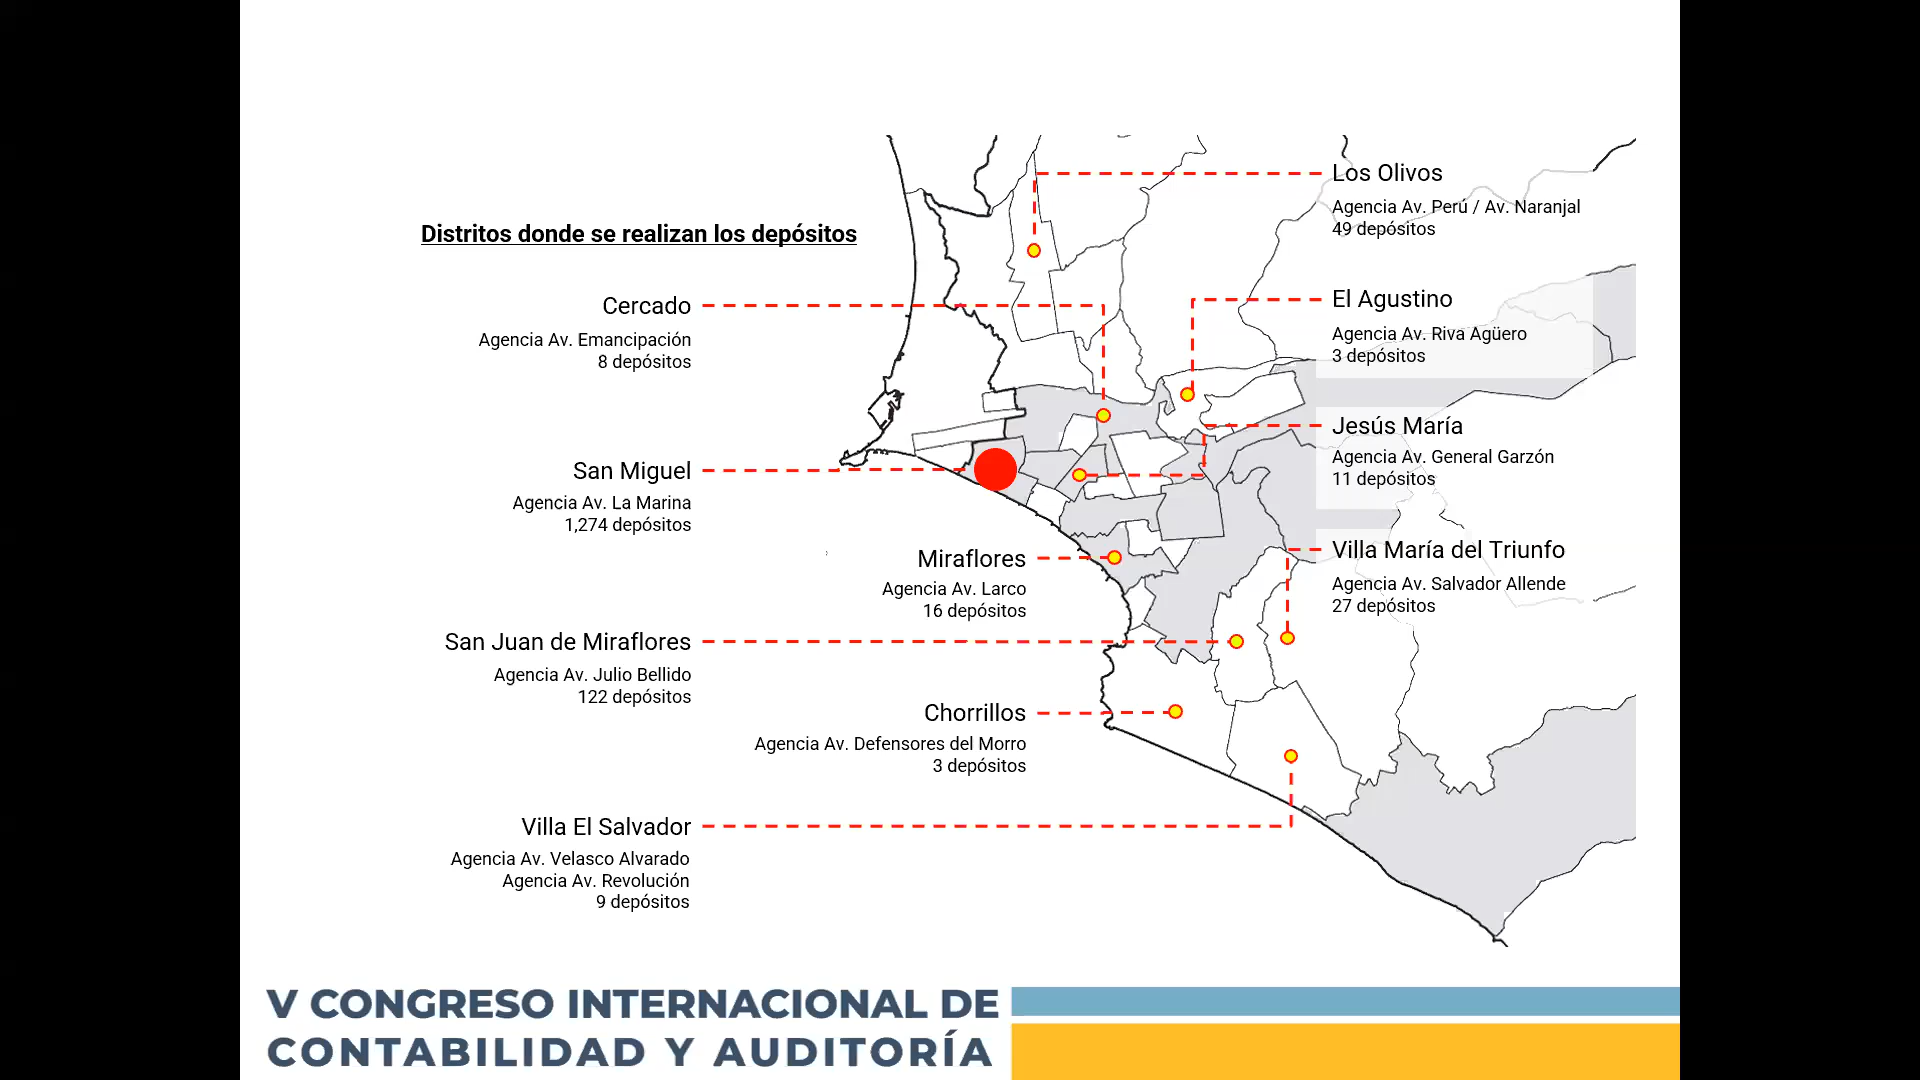 Distritos donde se realizan los depósitos
Cercado
Agencia Av. Emancipación
8 depósitos
San Miguel
Agencia Av. La Marina
1,274 depósitos
Miraflores
Agencia Av. Larco
16 depósitos
San Juan de Miraflores
Agencia Av. Julio Bellido
122 depósitos
Chorrillos
Agencia Av. Defensores del Morro
3 depósitos
Villa El Salvador
Agencia Av. Velasco Alvarado
Agencia Av. Revolución
9 depósitos
Los Olivos
Agencia Av. Perú / Av. Naranjal
49 depósitos
El Agustino
Agencia Av. Riva Agüero
3 depósitos
Jesús María
Agencia Av. General Garzón
11 depósitos
Villa María del Triunfo
Agencia Av. Salvador Allende
27 depósitos
V CONGRESO INTERNACIONAL DE
CONTABILIDAD Y AUDITORÍA